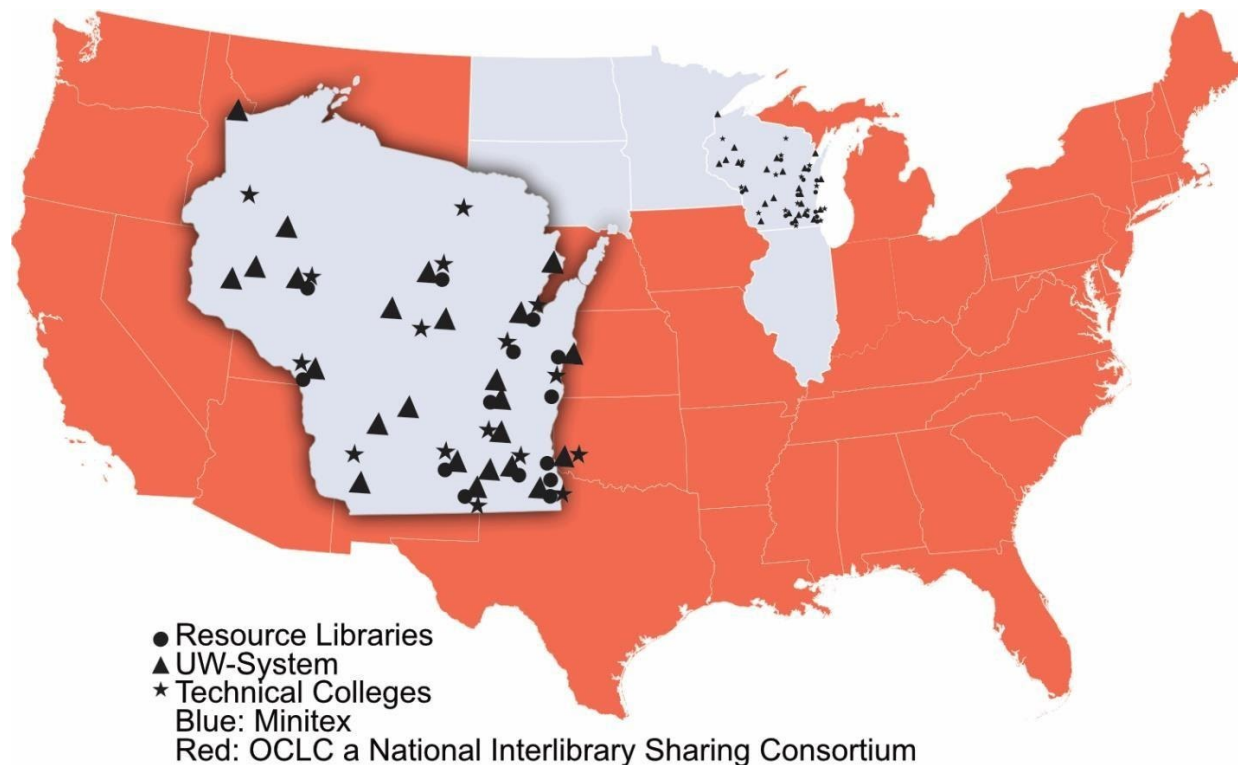 Resource Libraries
UW-System
Technical Colleges
Blue: Minitex
Red: OCLC a National Interlibrary Sharing Consortium